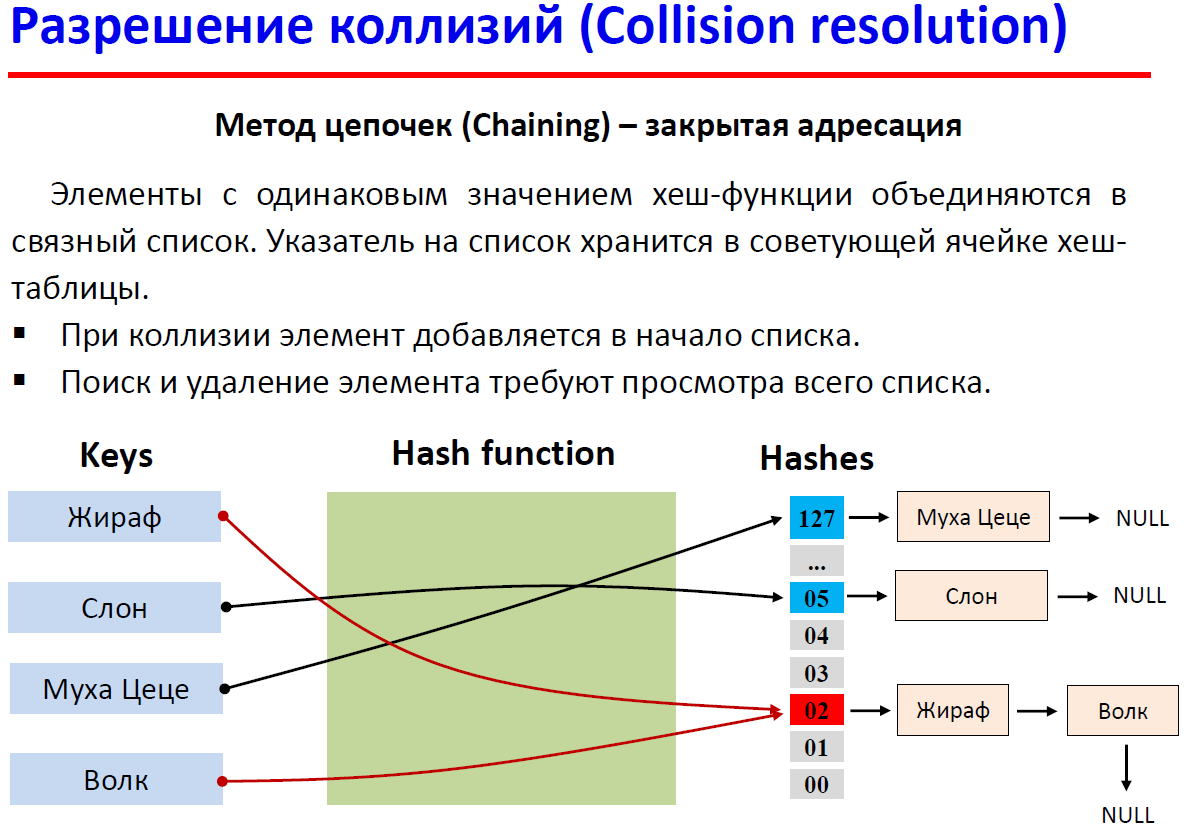 Разрешение коллизий (Collision resolution)
Метод цепочек (Chaining) – закрытая адресация
Элементы с одинаковым значением хеш-функции объединяются в
связный список. Указатель на список хранится в советующей ячейке хеш-
таблицы.
▪ При коллизии элемент добавляется в начало списка.
▪ Поиск и удаление элемента требуют просмотра всего списка.
Keys
Hash function
Hashes
Жираф
127
Муха Цеце
NULL
...
Слон
05
Слон
NULL
04
03
Муха Цеце
02
Жираф
Волк
01
Волк
00
NULL